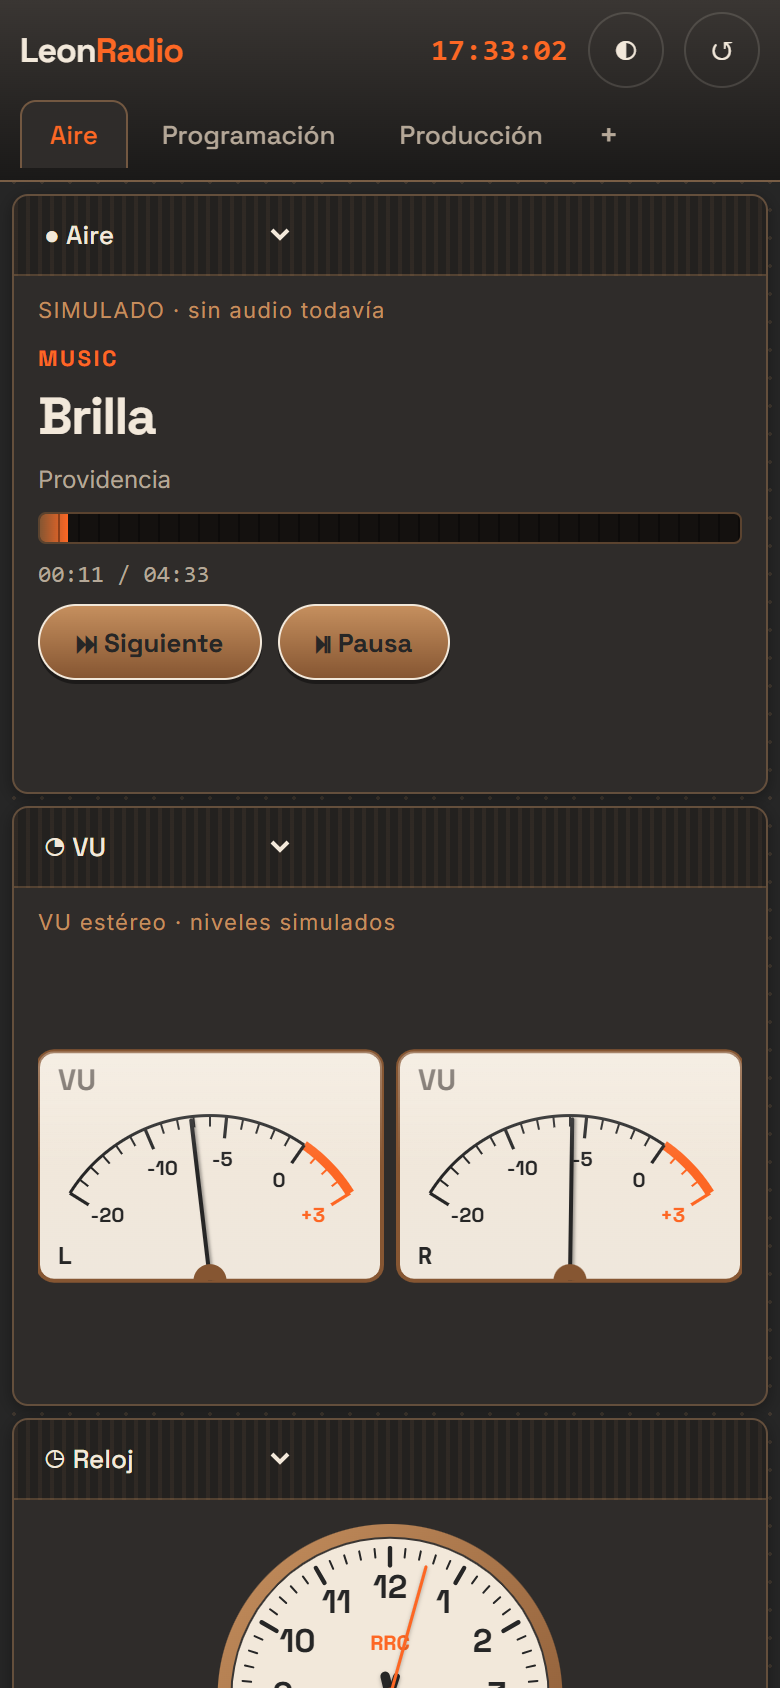 LeonRadio 17:33:02
Aire Programación Producción +
Aire
SIMULADO · sin audio todavía
MUSIC
Brilla
Providencia
00:11 / 04:33
Siguiente Pausa
VU
VU estéreo · niveles simulados
VU
-20 -10 -5 0 +3
L
VU
-20 -10 -5 0 +3
R
Reloj
10 11 12 1 2
RRC